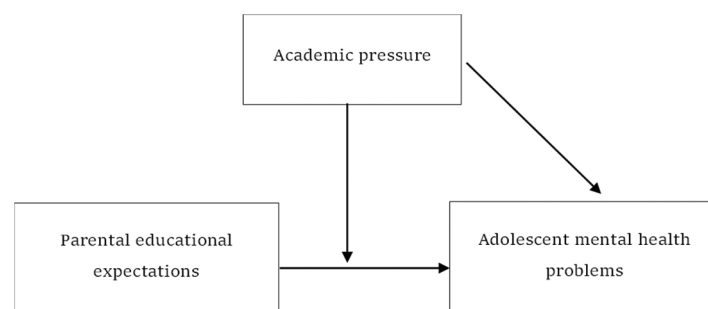 Academic pressure
Parental educational
expectations
Adolescent mental health
problems